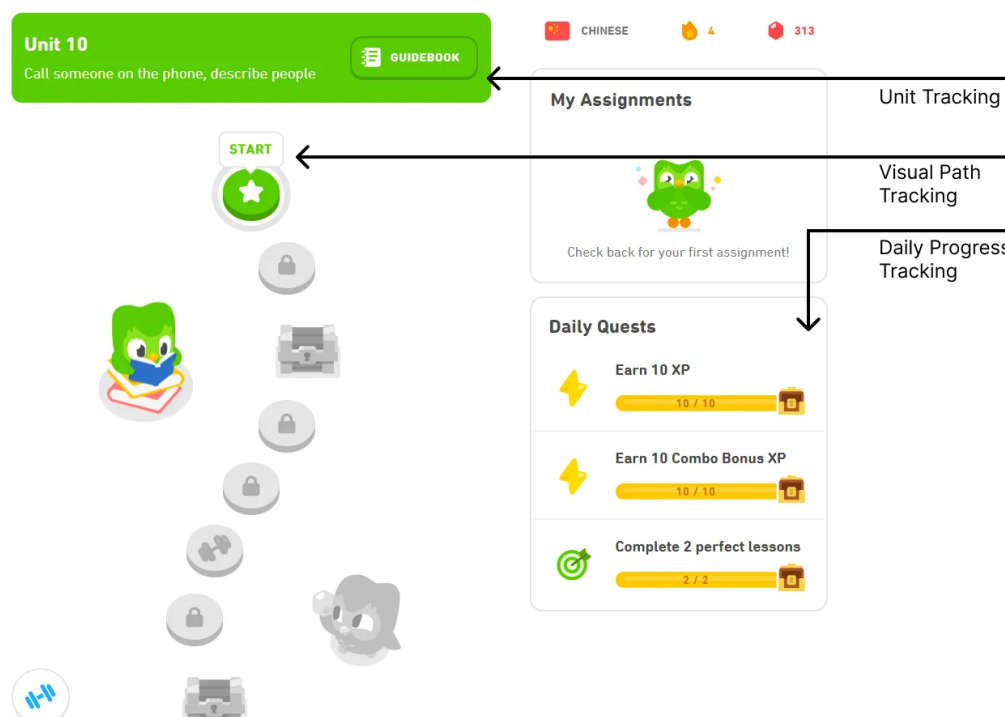 Unit 10
Call someone on the phone, describe people
GUIDEBOOK
START
CHINESE
4
313
My Assignments
Check back for your first assignment!
Daily Quests
Earn 10 XP
10 / 10
Earn 10 Combo Bonus XP
10 / 10
Complete 2 perfect lessons
2 / 2
Unit Tracking
Visual Path
Tracking
Daily Progress
Tracking